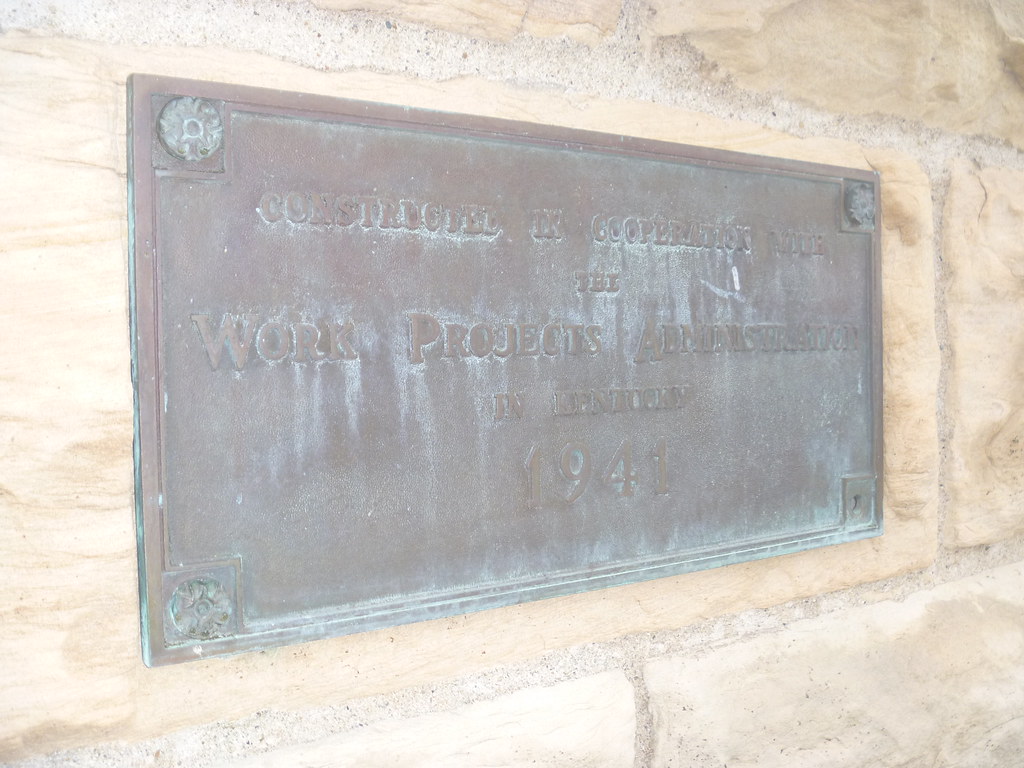 CONSTRUCTED IN COOPERATION WITH
THE
WORK PROJECTS ADMINISTRATION
IN KENTUCKY
1941